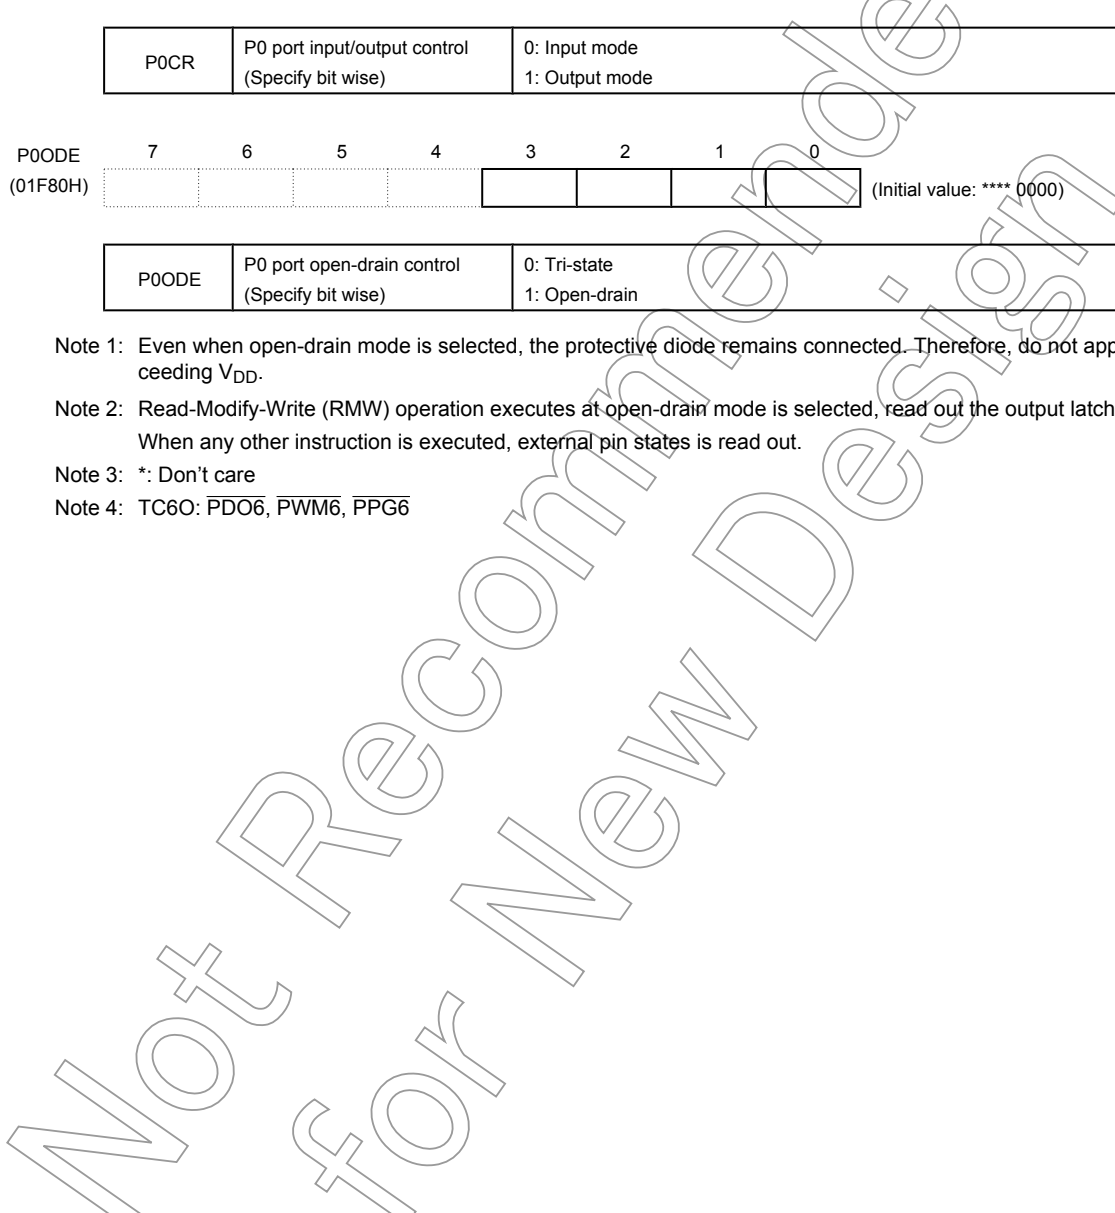 P0CR P0 port input/output control 0: Input mode
(Specify bit wise) 1: Output mode
P0ODE 7 6 5 4 3 2 1 0
(01F80H) (Initial value: **** 0000)
P0ODE P0 port open-drain control 0: Tri-state
(Specify bit wise) 1: Open-drain
Note 1: Even when open-drain mode is selected, the protective diode remains connected. Therefore, do not app
ceeding VDD.
Note 2: Read-Modify-Write (RMW) operation executes at open-drain mode is selected, read out the output latch
When any other instruction is executed, external pin states is read out.
Note 3: *: Don't care
Note 4: TC6O: PDO6, PWM6, PPG6
Not Recommende
for New Design